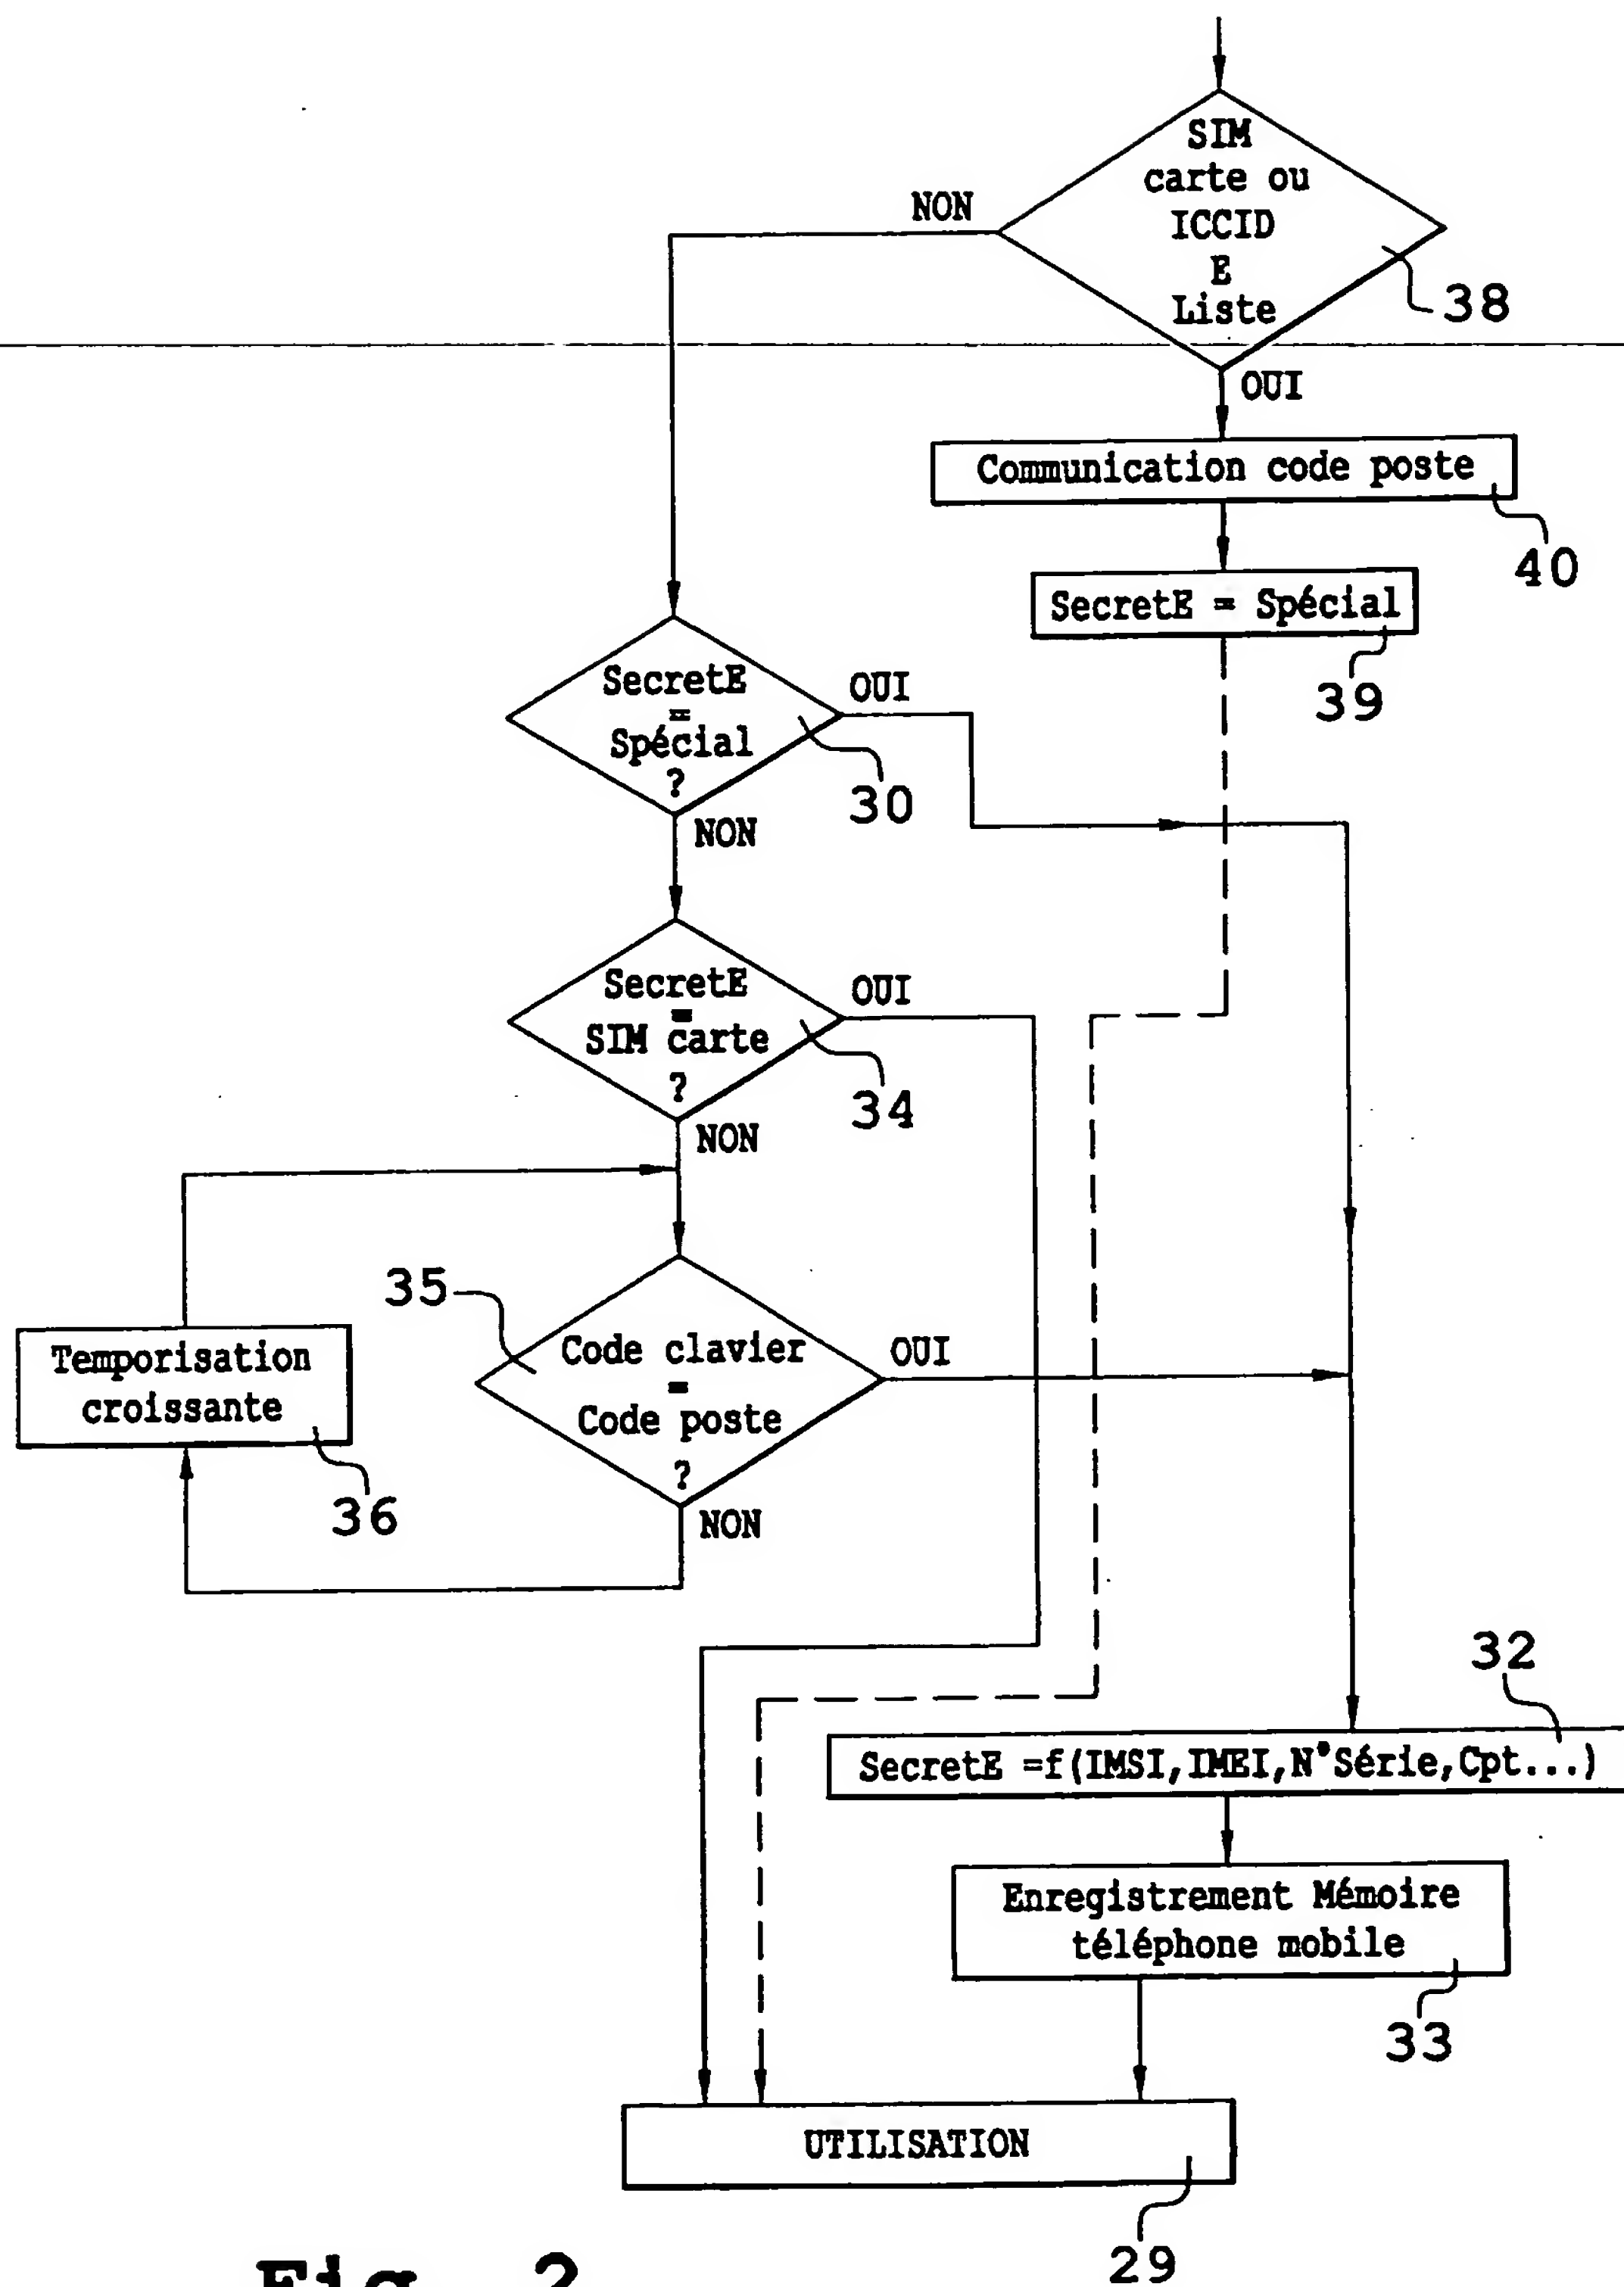 SIM
carte ou
ICCID
E
Liste
NON
38
OUI
Communication code poste
40
SecretE = Spécial
39
SecretE
=
Spécial
?
OUI
30
NON
SecretE
=
SIM carte
?
OUI
34
NON
35
Code clavier
=
Code poste
?
OUI
Temporisation
croissante
36
NON
32
SecretE =f(IMSI,IMEI,N°Série,Cpt...)
Enregistrement Mémoire
téléphone mobile
33
UTILISATION
29
Fig. 2